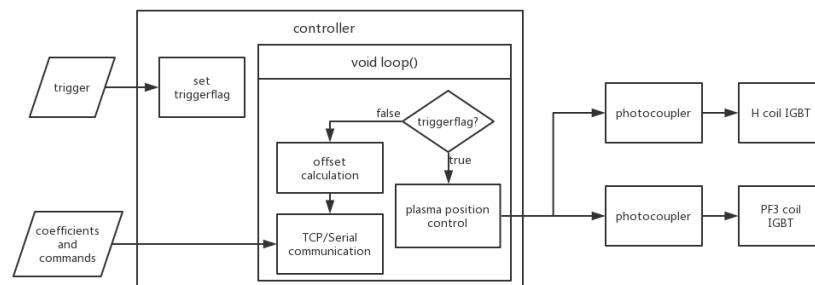 controller
void loop()
trigger
set
triggerflag
false
triggerflag?
true
offset
calculation
plasma position
control
coefficients
and
commands
TCP/Serial
communication
photocoupler
H coil IGBT
photocoupler
PF3 coil
IGBT